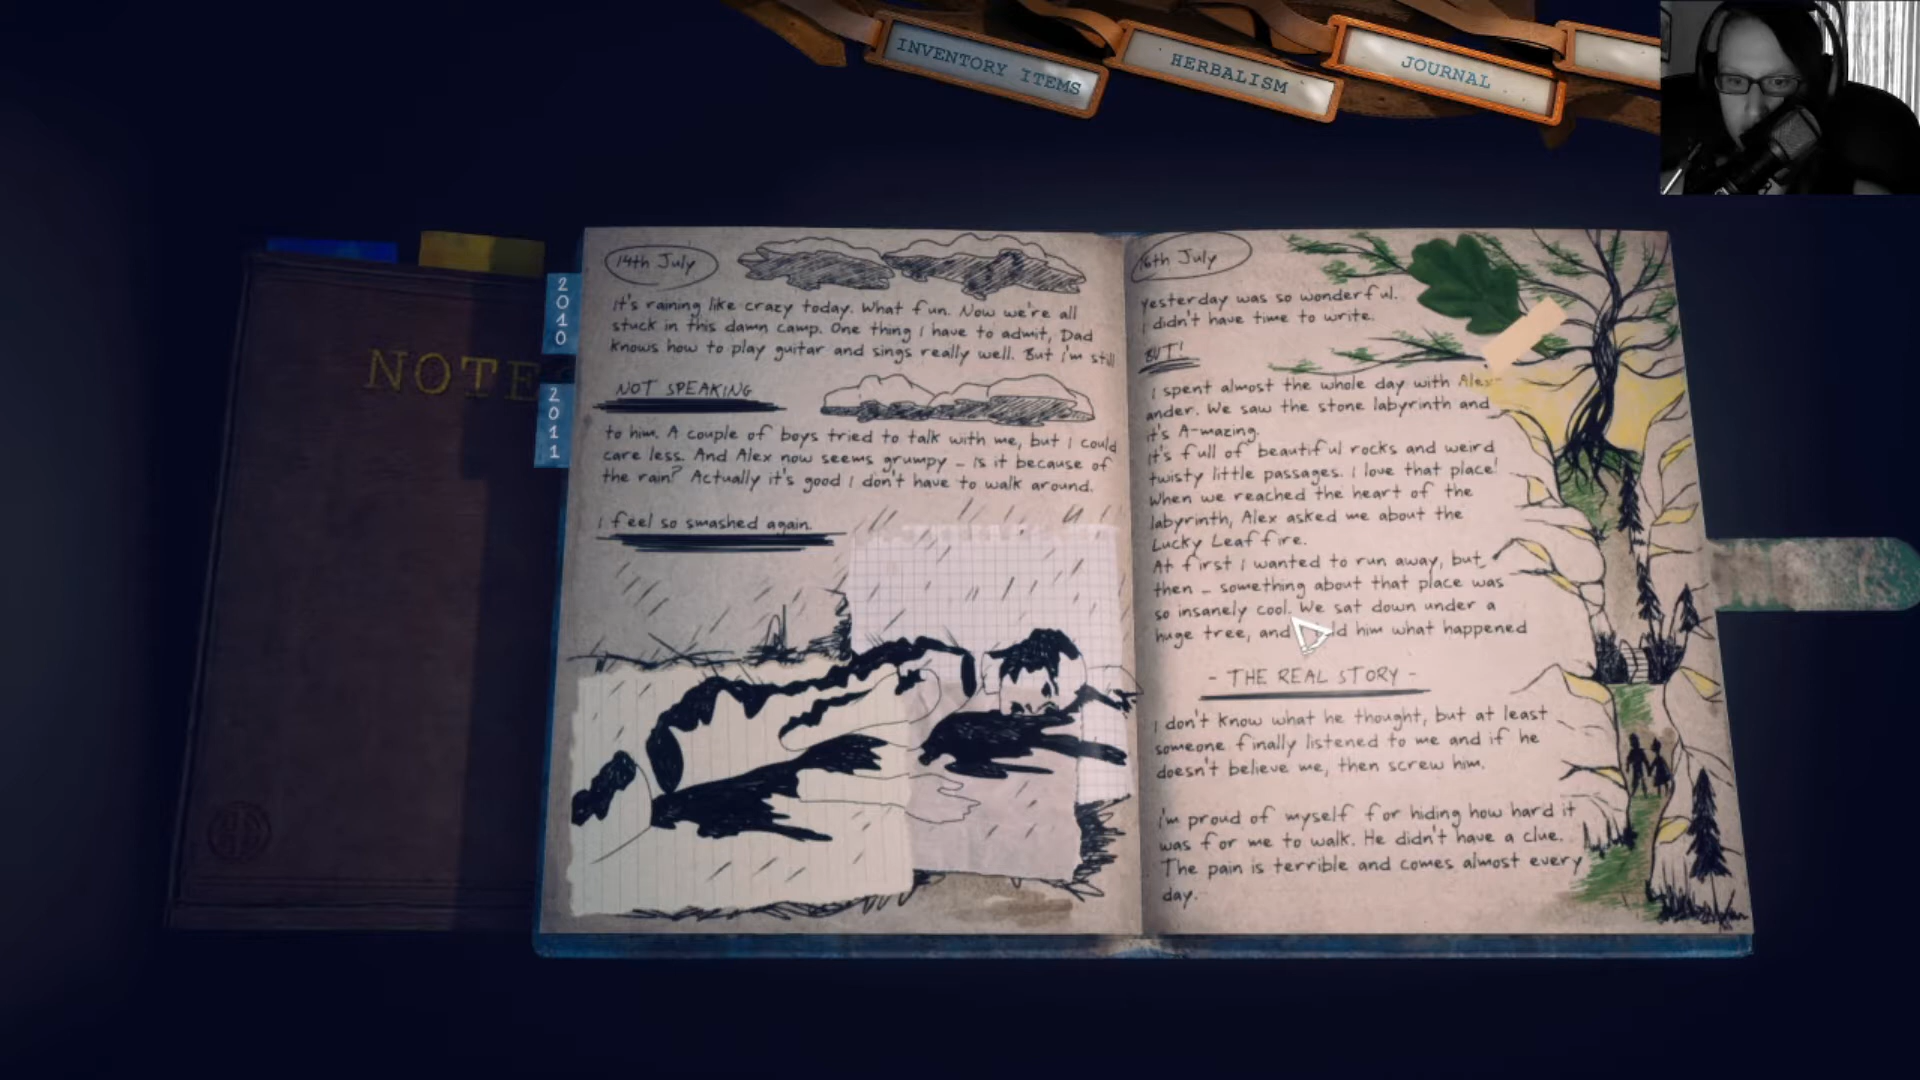 INVENTORY ITEMS
HERBALISM
JOURNAL
NOTE
2010
2011
14th July
It's raining like crazy today. What fun. Now we're all
stuck in this damn camp. One thing I have to admit, Dad
knows how to play guitar and sings really well. But I'm still
NOT SPEAKING
to him. A couple of boys tried to talk with me, but I could
care less. And Alex now seems grumpy - is it because of
the rain? Actually it's good I don't have to walk around.
I feel so smashed again.
16th July
Yesterday was so wonderful.
I didn't have time to write.
BUT!
I spent almost the whole day with Alex-
ander. We saw the stone labyrinth and
it's A-mazing.
It's full of beautiful rocks and weird
twisty little passages. I love that place!
When we reached the heart of the
labyrinth, Alex asked me about the
Lucky Leaf fire.
At first I wanted to run away, but
then - something about that place was
so insanely cool. We sat down under a
huge tree, and him what happened
- THE REAL STORY -
I don't know what he thought, but at least
someone finally listened to me and if he
doesn't believe me, then screw him.
I'm proud of myself for hiding how hard it
was for me to walk. He didn't have a clue.
The pain is terrible and comes almost every
day.